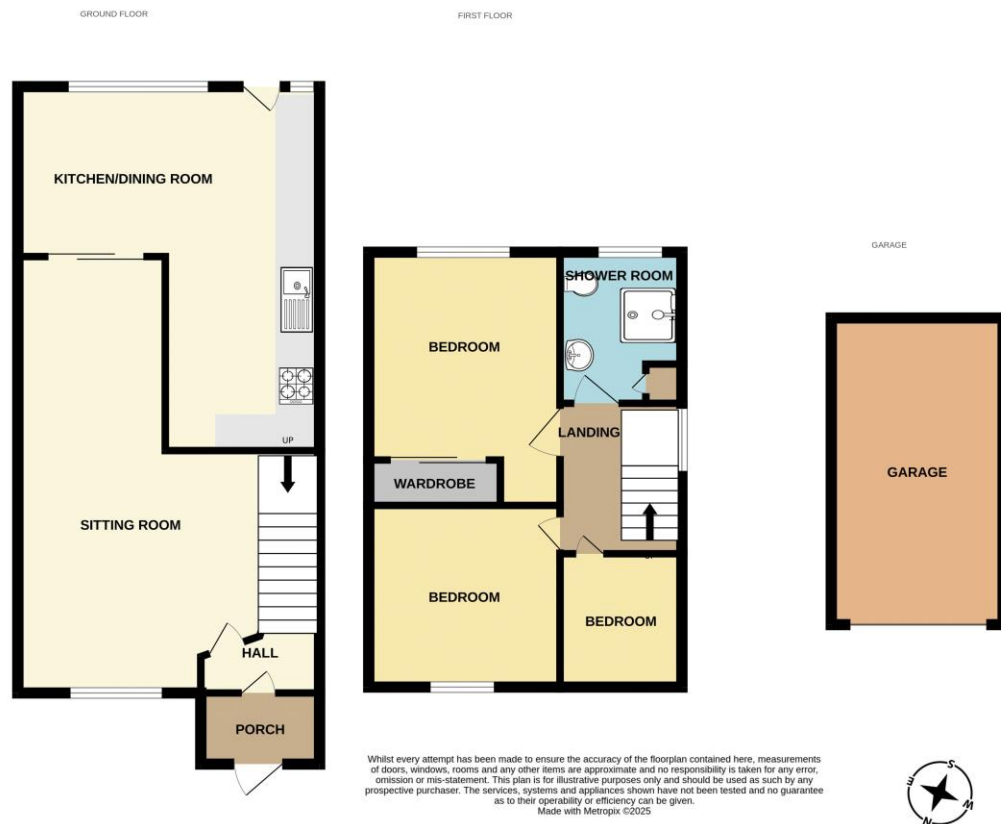 GROUND FLOOR
FIRST FLOOR
GARAGE
KITCHEN/DINING ROOM
UP
SITTING ROOM
HALL
PORCH
SHOWER ROOM
BEDROOM
LANDING
WARDROBE
BEDROOM
BEDROOM
GARAGE
Whilst every attempt has been made to ensure the accuracy of the floorplan contained here, measurements
of doors, windows, rooms and any other items are approximate and no responsibility is taken for any error,
omission or mis-statement. This plan is for illustrative purposes only and should be used as such by any
prospective purchaser. The services, systems and appliances shown have not been tested and no guarantee
as to their operability or efficiency can be given.
Made with Metropix ©2025
S
E
W
N